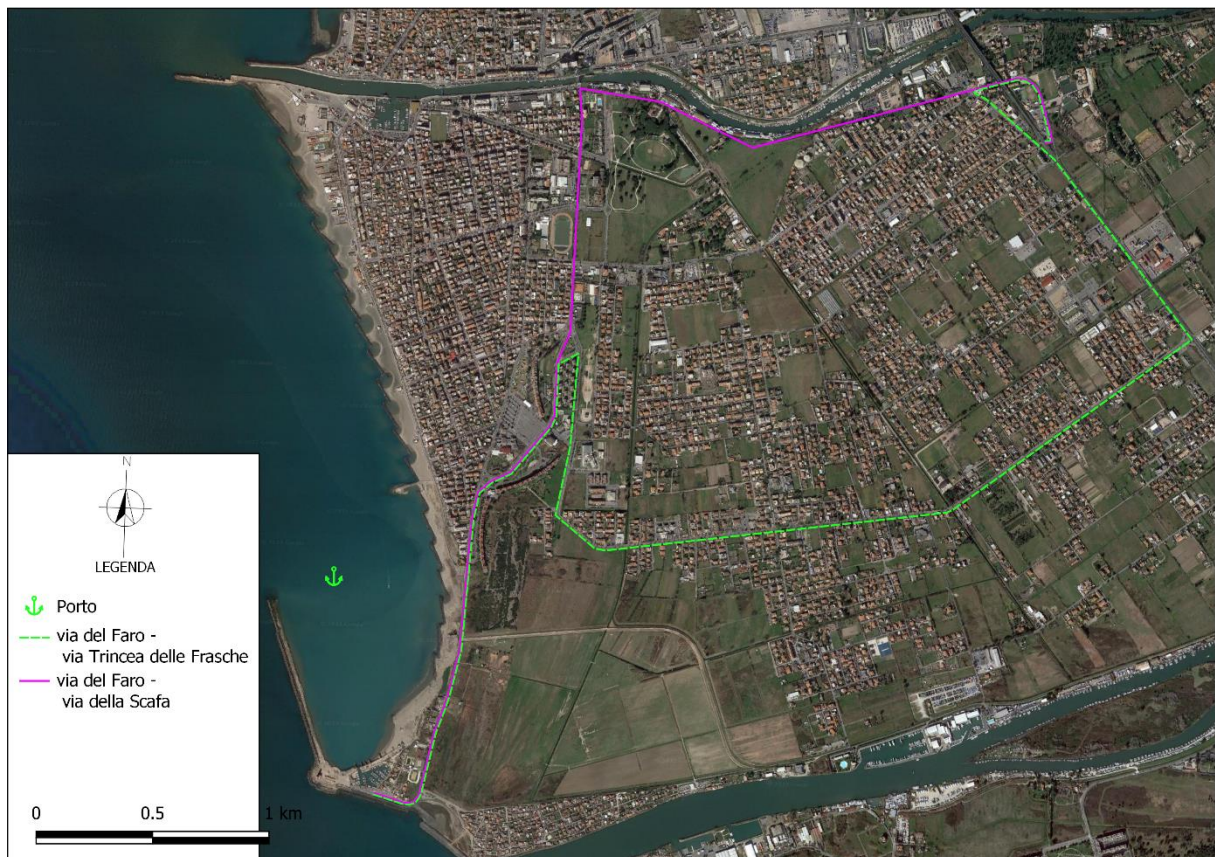 N
LEGENDA
Porto
via del Faro -
via Trincea delle Frasche
via del Faro -
via della Scafa
0 0.5 1 km